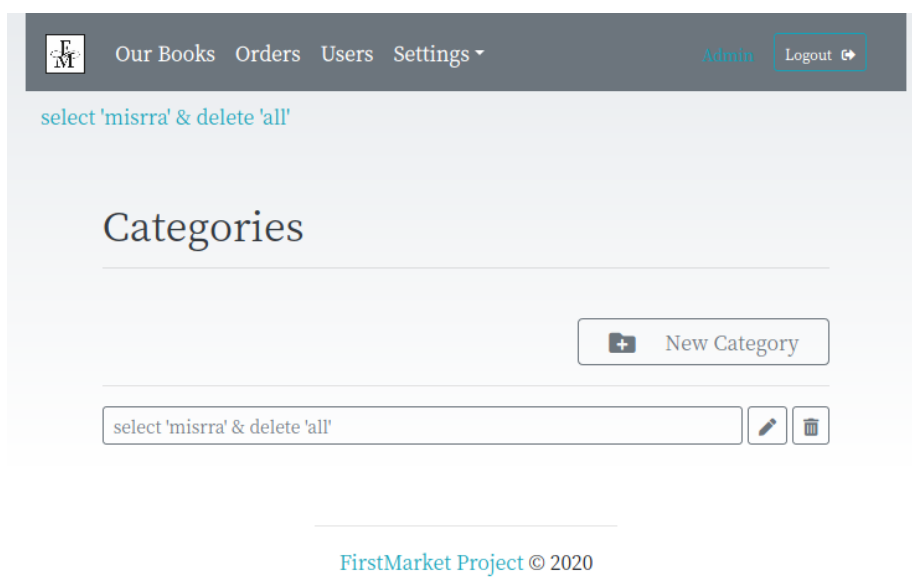 FM
Our Books Orders Users Settings Admin Logout
select 'misrra' & delete 'all'
Categories
New Category
select 'misrra' & delete 'all'
FirstMarket Project © 2020